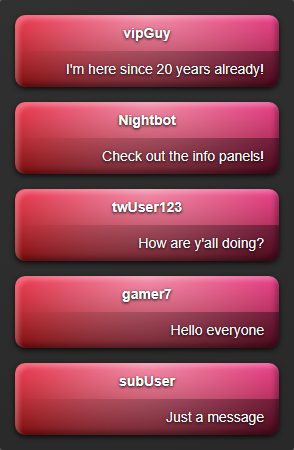 vipGuy
I'm here since 20 years already!
Nightbot
Check out the info panels!
twUser123
How are y'all doing?
gamer7
Hello everyone
subUser
Just a message